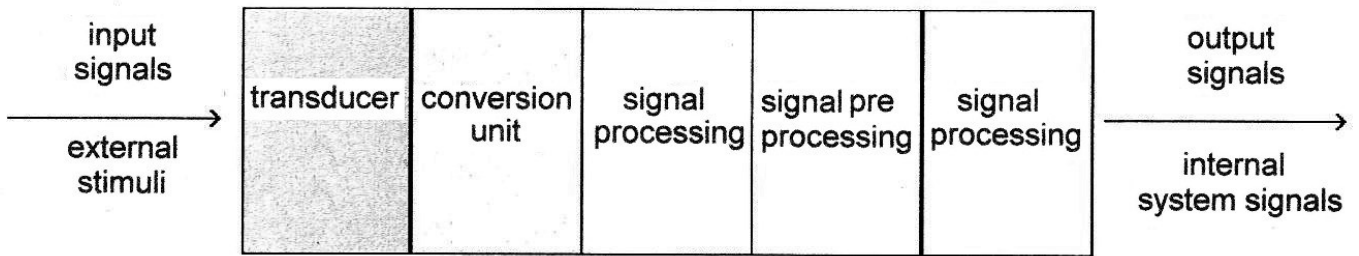 input
signals
external
stimuli
transducer
conversion
unit
signal
processing
signal pre
processing
signal
processing
output
signals
internal
system signals